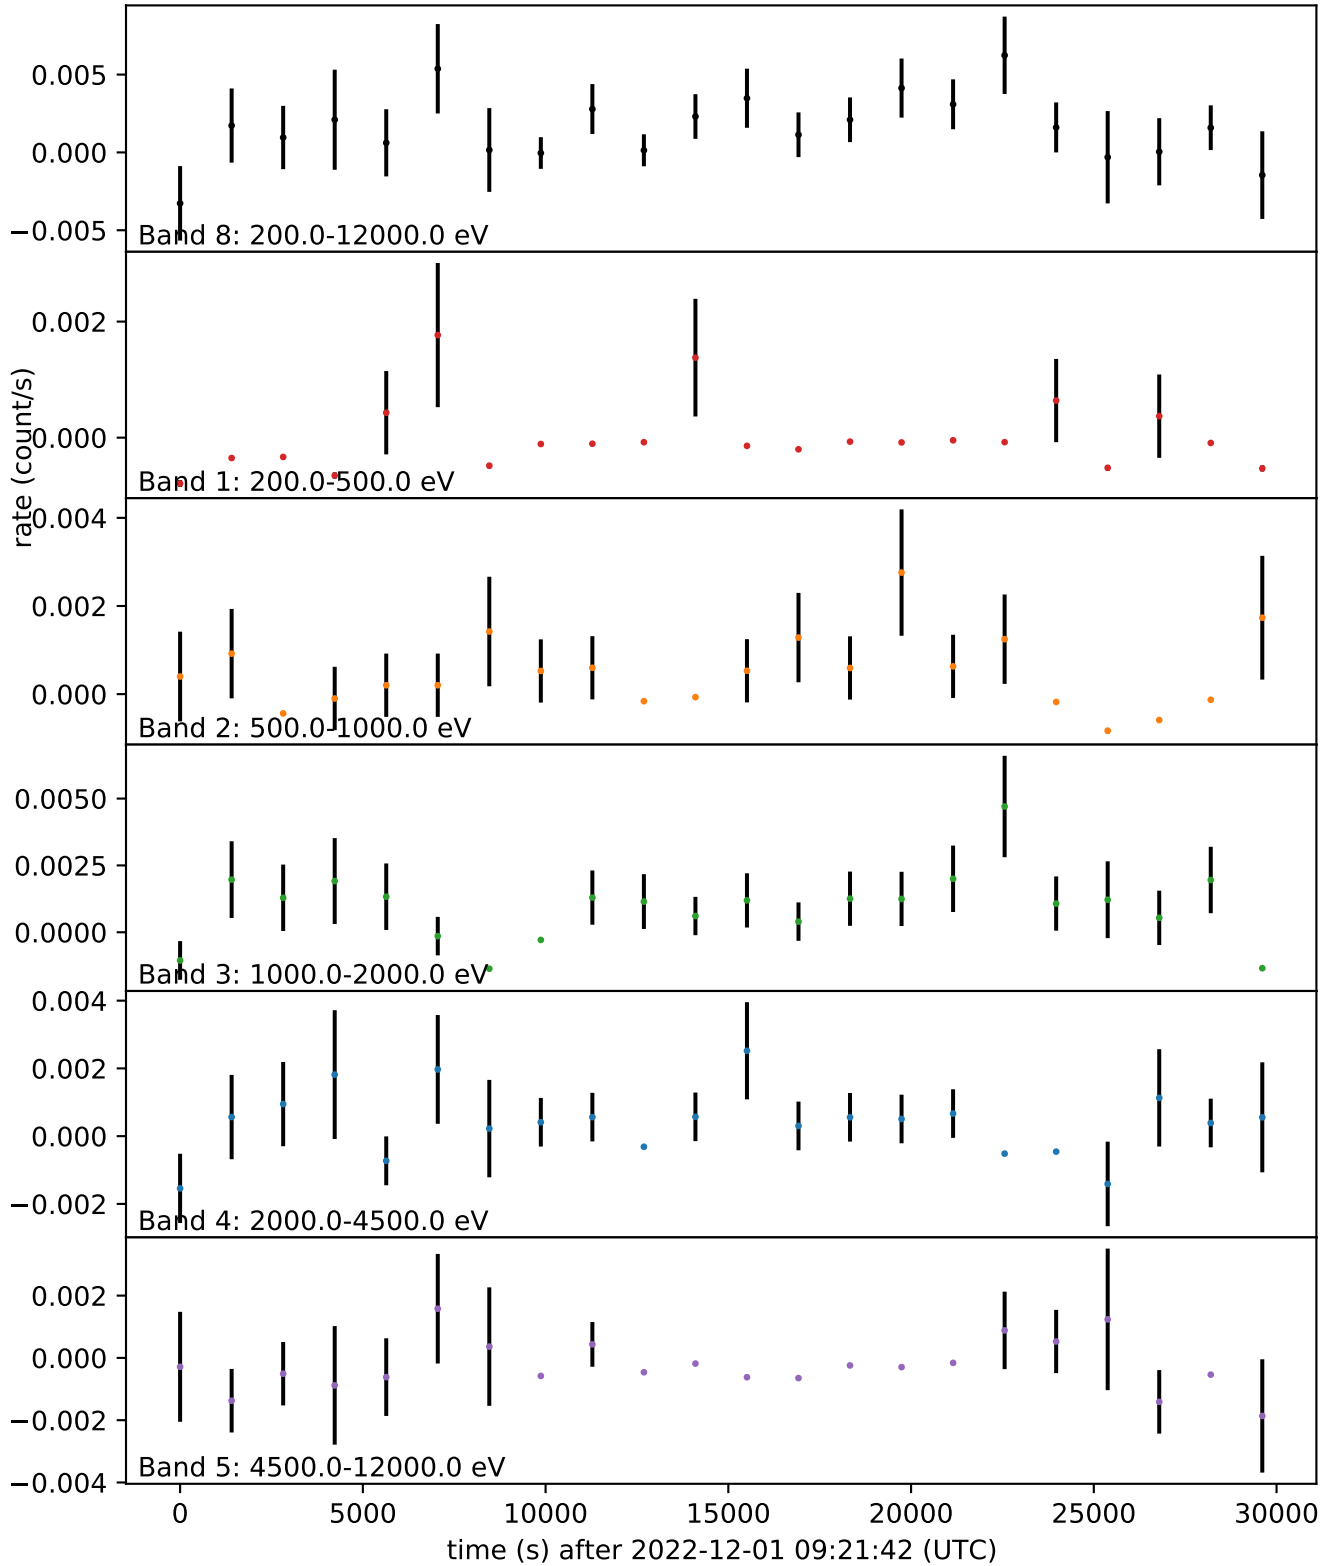 0.005
0.000
−0.005
Band 8: 200.0-12000.0 eV
0.002
0.000
Band 1: 200.0-500.0 eV
rate (count/s)
0.004
0.002
0.000
Band 2: 500.0-1000.0 eV
0.0050
0.0025
0.0000
Band 3: 1000.0-2000.0 eV
0.004
0.002
0.000
−0.002
Band 4: 2000.0-4500.0 eV
0.002
0.000
−0.002
−0.004
Band 5: 4500.0-12000.0 eV
0 5000 10000 15000 20000 25000 30000
time (s) after 2022-12-01 09:21:42 (UTC)